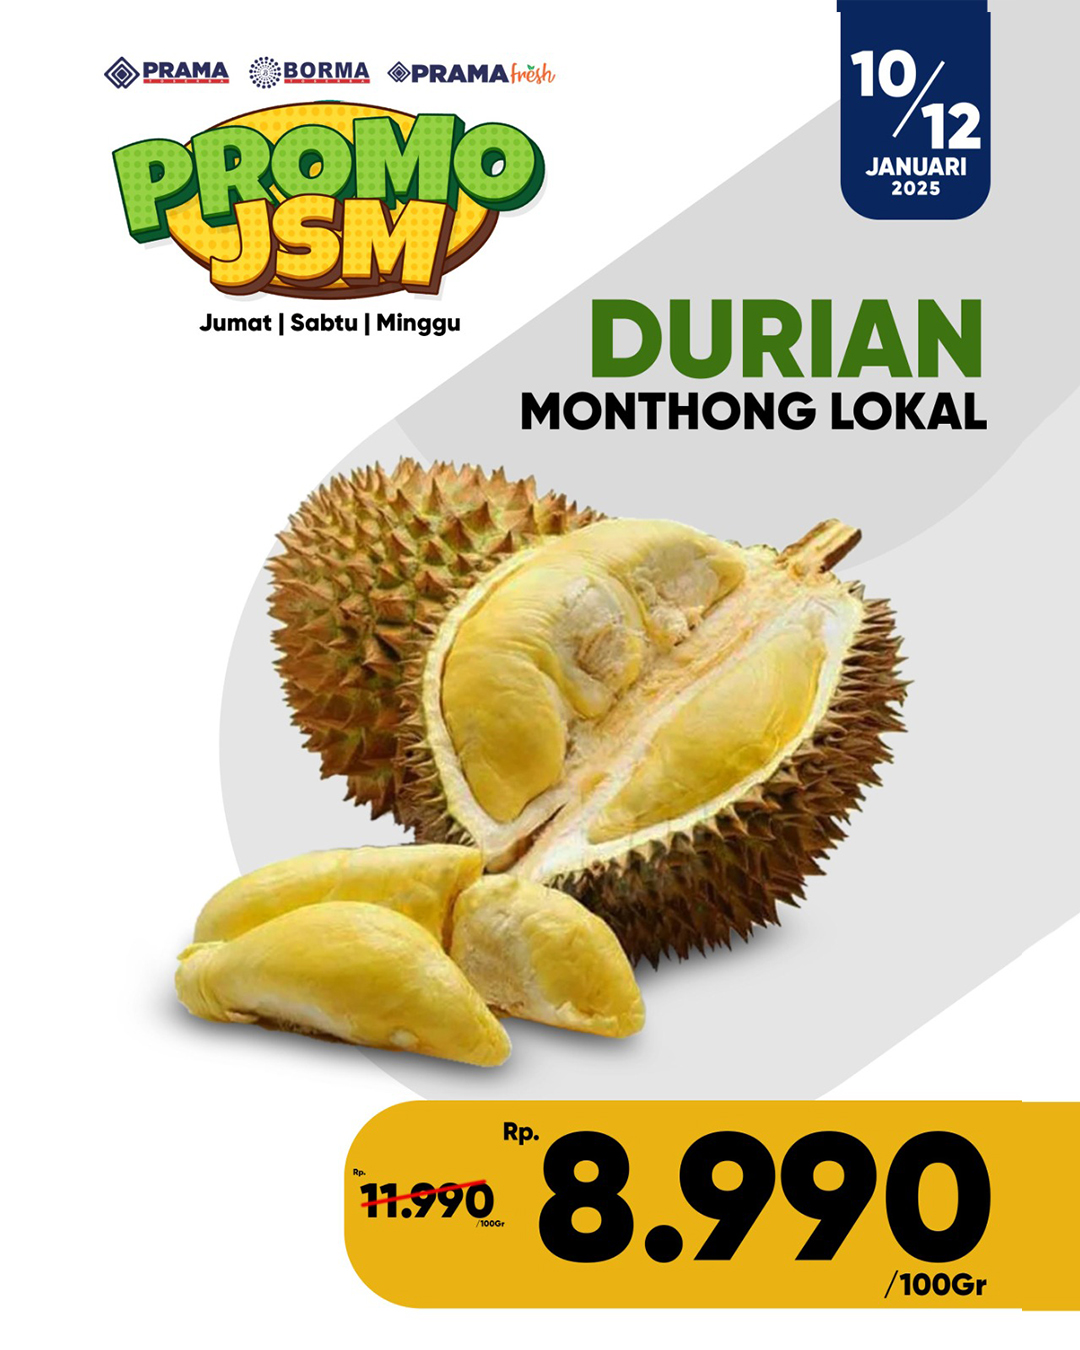 PRAMA BORMA PRAMA fresh
10/12
JANUARI
2025
PROMO
JSM
Jumat | Sabtu | Minggu
DURIAN
MONTHONG LOKAL
Rp.
11.990
/100Gr
Rp.
8.990
/100Gr